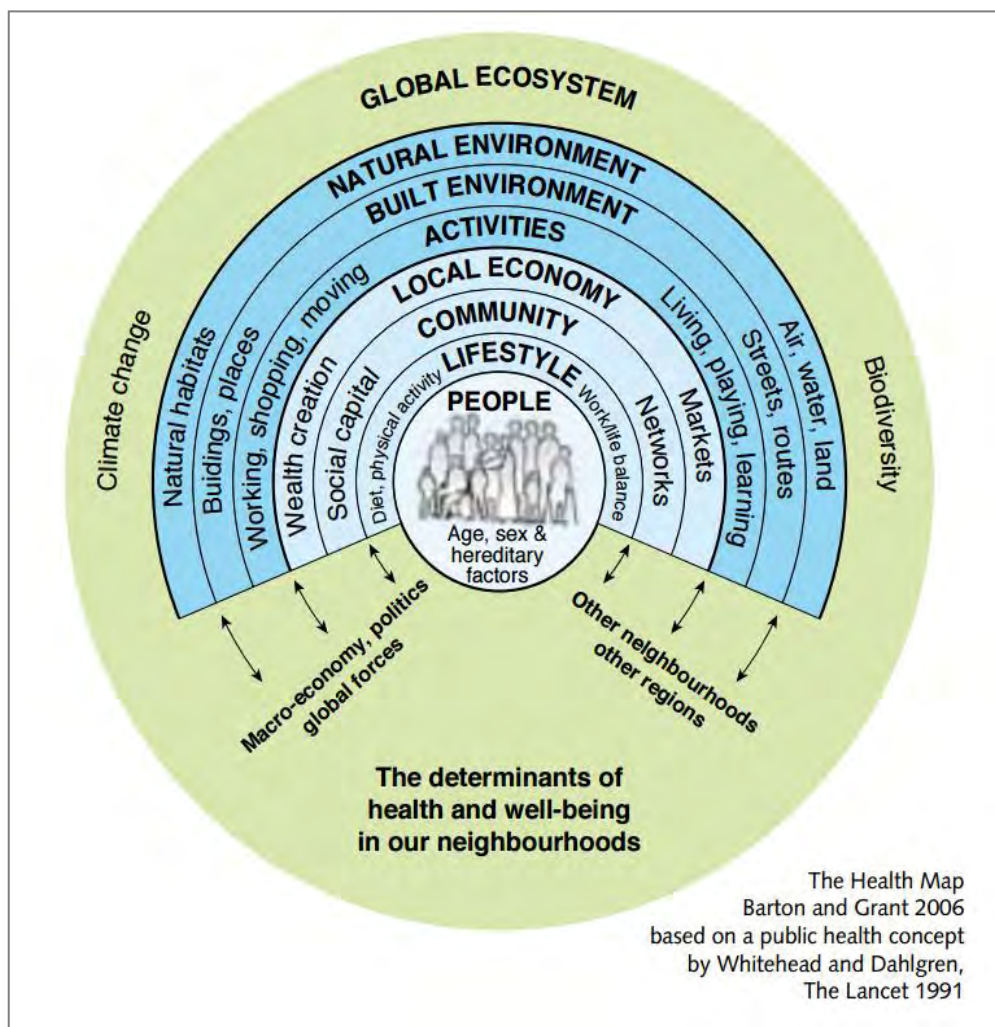 GLOBAL ECOSYSTEM
NATURAL ENVIRONMENT
BUILT ENVIRONMENT
ACTIVITIES
LOCAL ECONOMY
COMMUNITY
LIFESTYLE
PEOPLE
Age, sex &
hereditary
factors
Climate change
Natural habitats
Buidings, places
Working, shopping, moving
Wealth creation
Social capital
Diet, physical activity
Work/life balance
Networks
Markets
Living, playing, learning
Streets, routes
Air, water, land
Biodiversity
Macro-economy, politics
global forces
Other neighbourhoods
other regions
The determinants of
health and well-being
in our neighbourhoods
The Health Map
Barton and Grant 2006
based on a public health concept
by Whitehead and Dahlgren,
The Lancet 1991